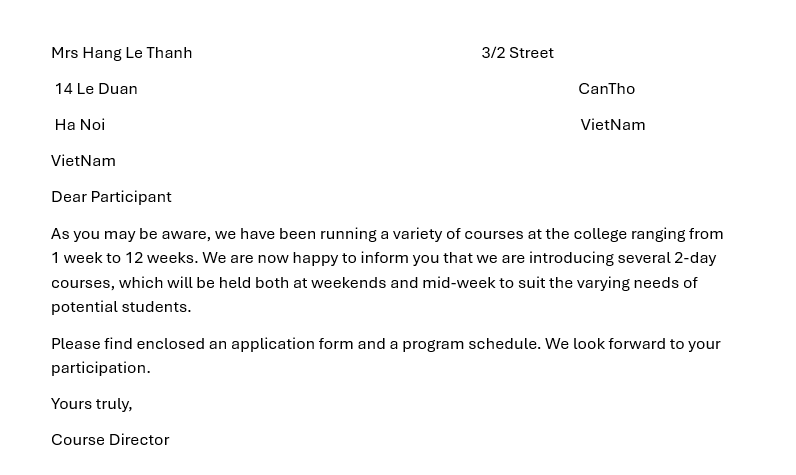 Mrs Hang Le Thanh 3/2 Street
14 Le Duan CanTho
Ha Noi VietNam
VietNam
Dear Participant
As you may be aware, we have been running a variety of courses at the college ranging from
1 week to 12 weeks. We are now happy to inform you that we are introducing several 2-day
courses, which will be held both at weekends and mid-week to suit the varying needs of
potential students.
Please find enclosed an application form and a program schedule. We look forward to your
participation.
Yours truly,
Course Director